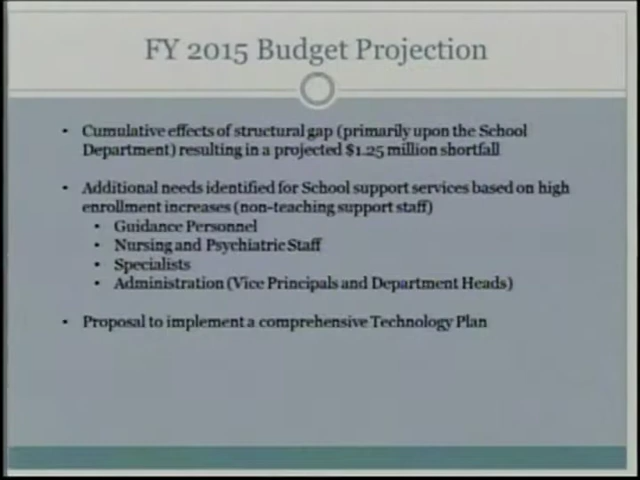 FY 2015 Budget Projection
• Cumulative effects of structural gap (primarily upon the School
Department) resulting in a projected $1.25 million shortfall
• Additional needs identified for School support services based on high
enrollment increases (non-teaching support staff)
• Guidance Personnel
• Nursing and Psychiatric Staff
• Specialists
• Administration (Vice Principals and Department Heads)
• Proposal to implement a comprehensive Technology Plan